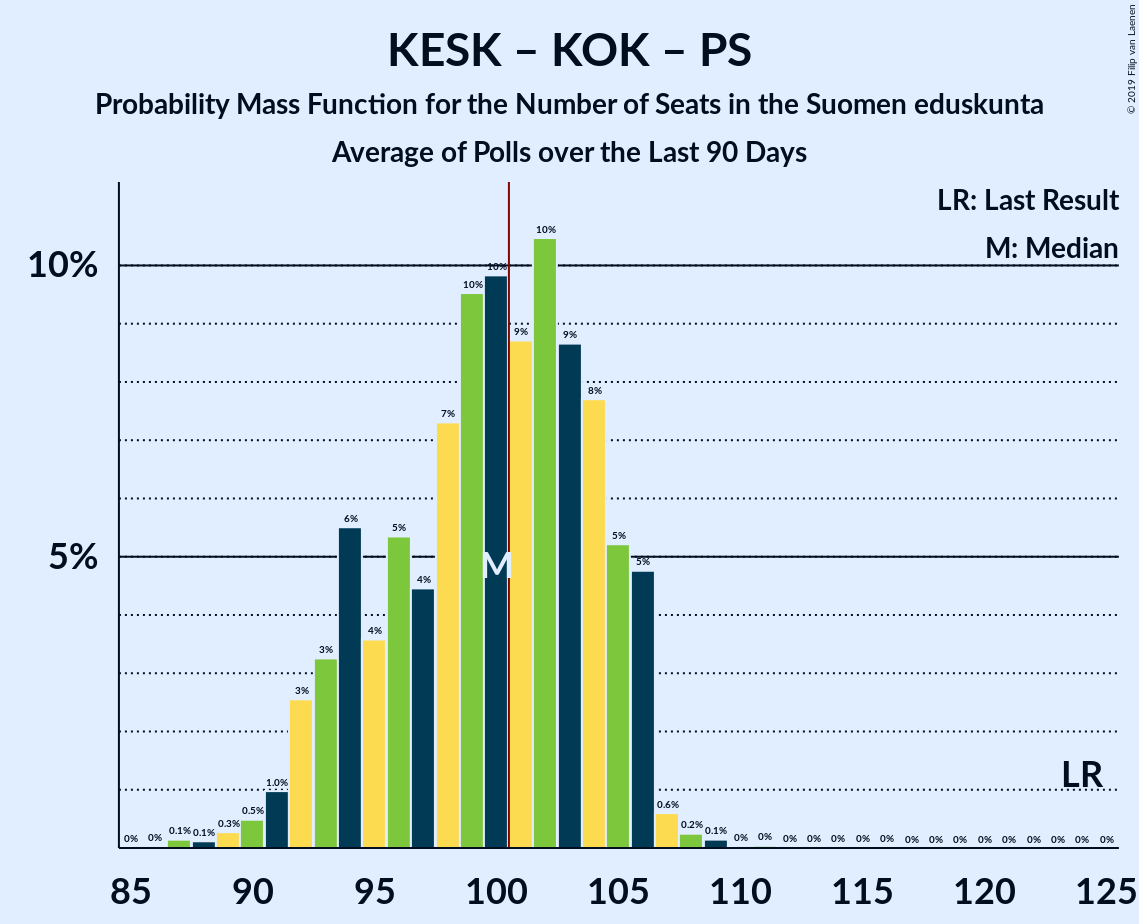 KESK – KOK – PS
Probability Mass Function for the Number of Seats in the Suomen eduskunta
Average of Polls over the Last 90 Days
© 2019 Filip van Laenen
LR: Last Result
M: Median
10%
5%
0% 0% 0.1% 0.1% 0.3% 0.5% 1.0% 3% 3% 6% 4% 5% 4% 7% 10% 10% 9% 10% 9% 8% 5% 5% 0.6% 0.2% 0.1% 0% 0% 0% 0% 0% 0% 0% 0% 0% 0% 0% 0% 0% 0% 0% 0%
M
LR
85 90 95 100 105 110 115 120 125